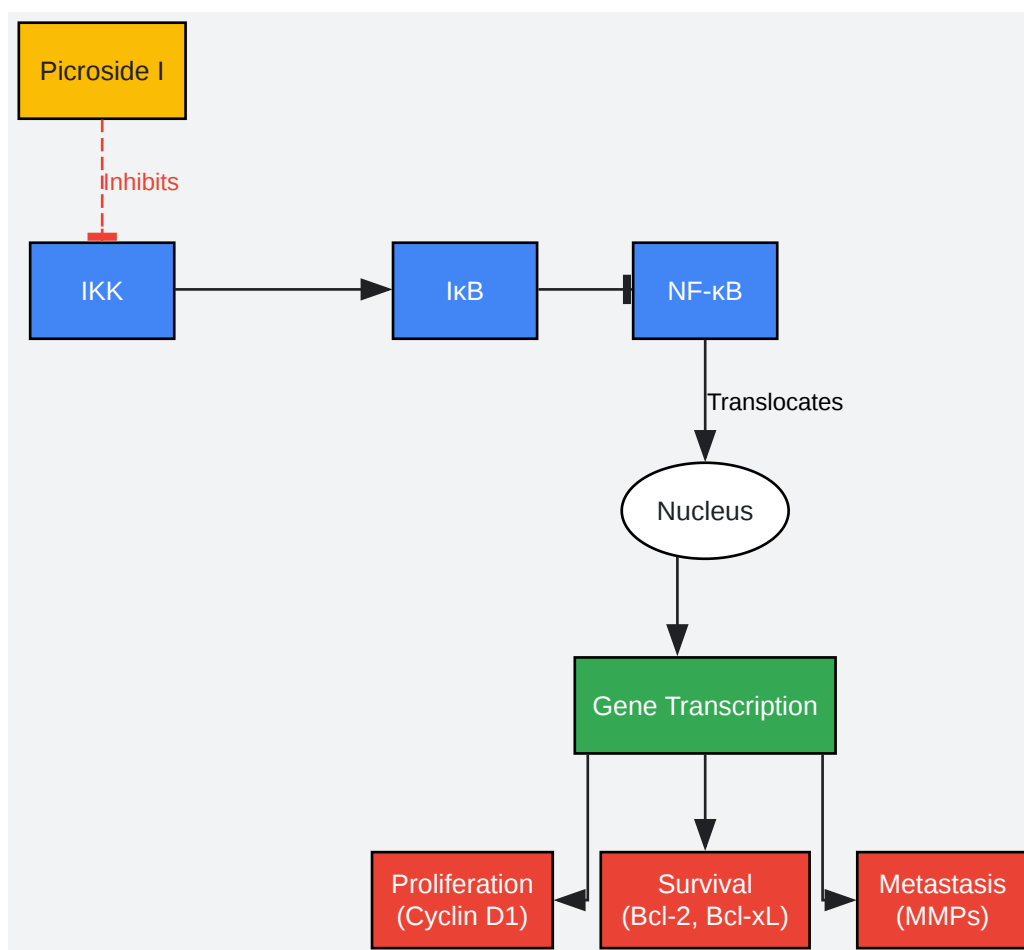 Picroside I
Inhibits
IKK
IκB
NF-κB
Translocates
Nucleus
Gene Transcription
Proliferation
(Cyclin D1)
Survival
(Bcl-2, Bcl-xL)
Metastasis
(MMPs)